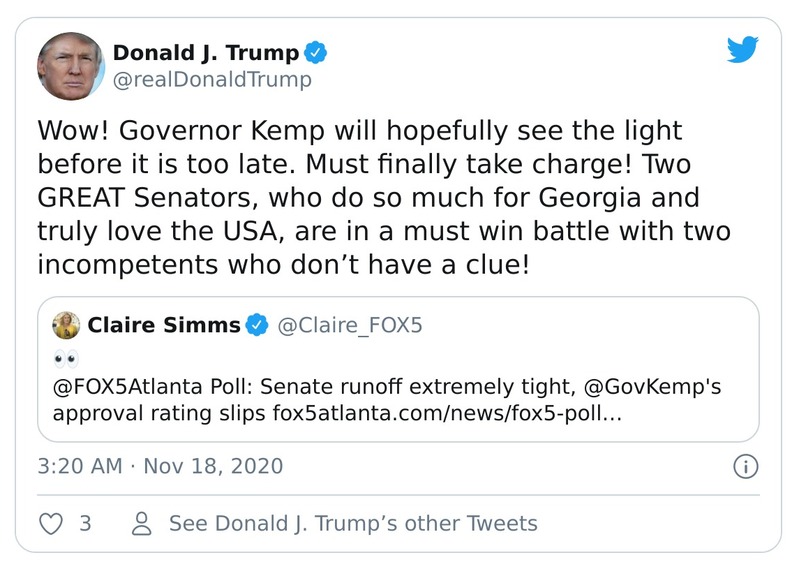 Donald J. Trump
@realDonaldTrump
Wow! Governor Kemp will hopefully see the light
before it is too late. Must finally take charge! Two
GREAT Senators, who do so much for Georgia and
truly love the USA, are in a must win battle with two
incompetents who don’t have a clue!
Claire Simms @Claire_FOX5
👀
@FOX5Atlanta Poll: Senate runoff extremely tight, @GovKemp's
approval rating slips fox5atlanta.com/news/fox5-poll…
3:20 AM · Nov 18, 2020
3 See Donald J. Trump’s other Tweets